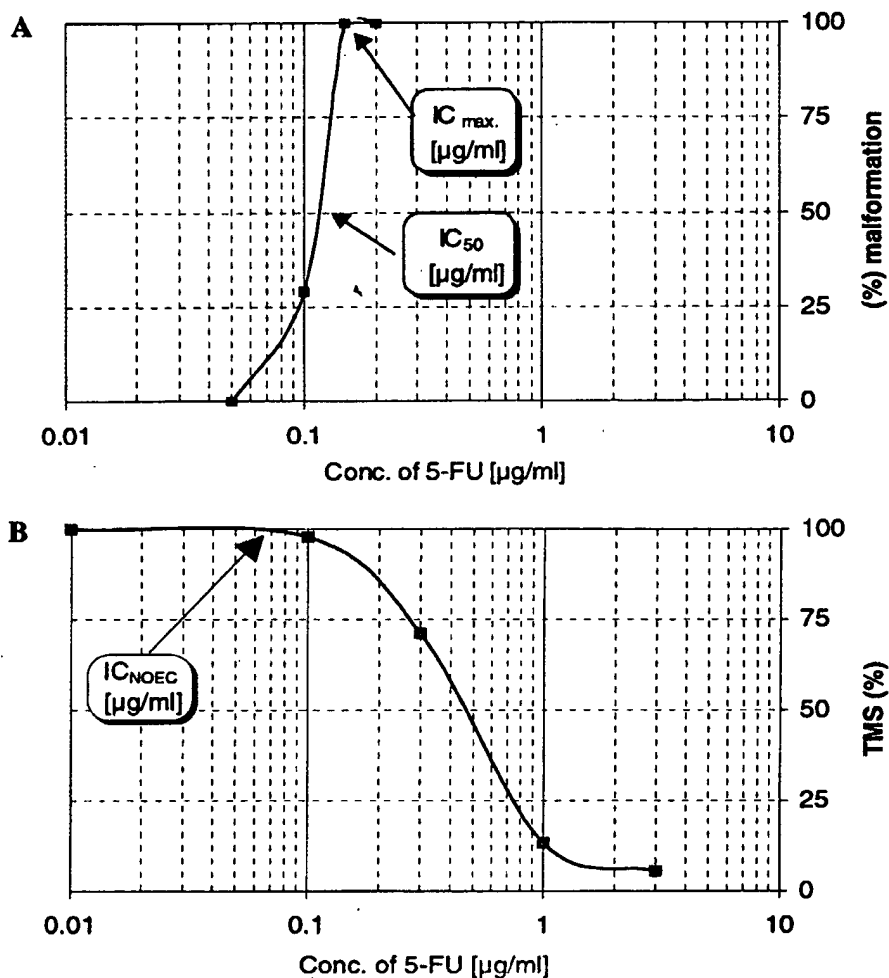 A
100
75
50
25
0
(%) malformation
IC max.
[µg/ml]
IC50
[µg/ml]
0.01
0.1
1
10
Conc. of 5-FU [µg/ml]
B
100
75
50
25
0
TMS (%)
ICNOEC
[µg/ml]
0.01
0.1
1
10
Conc. of 5-FU [µg/ml]